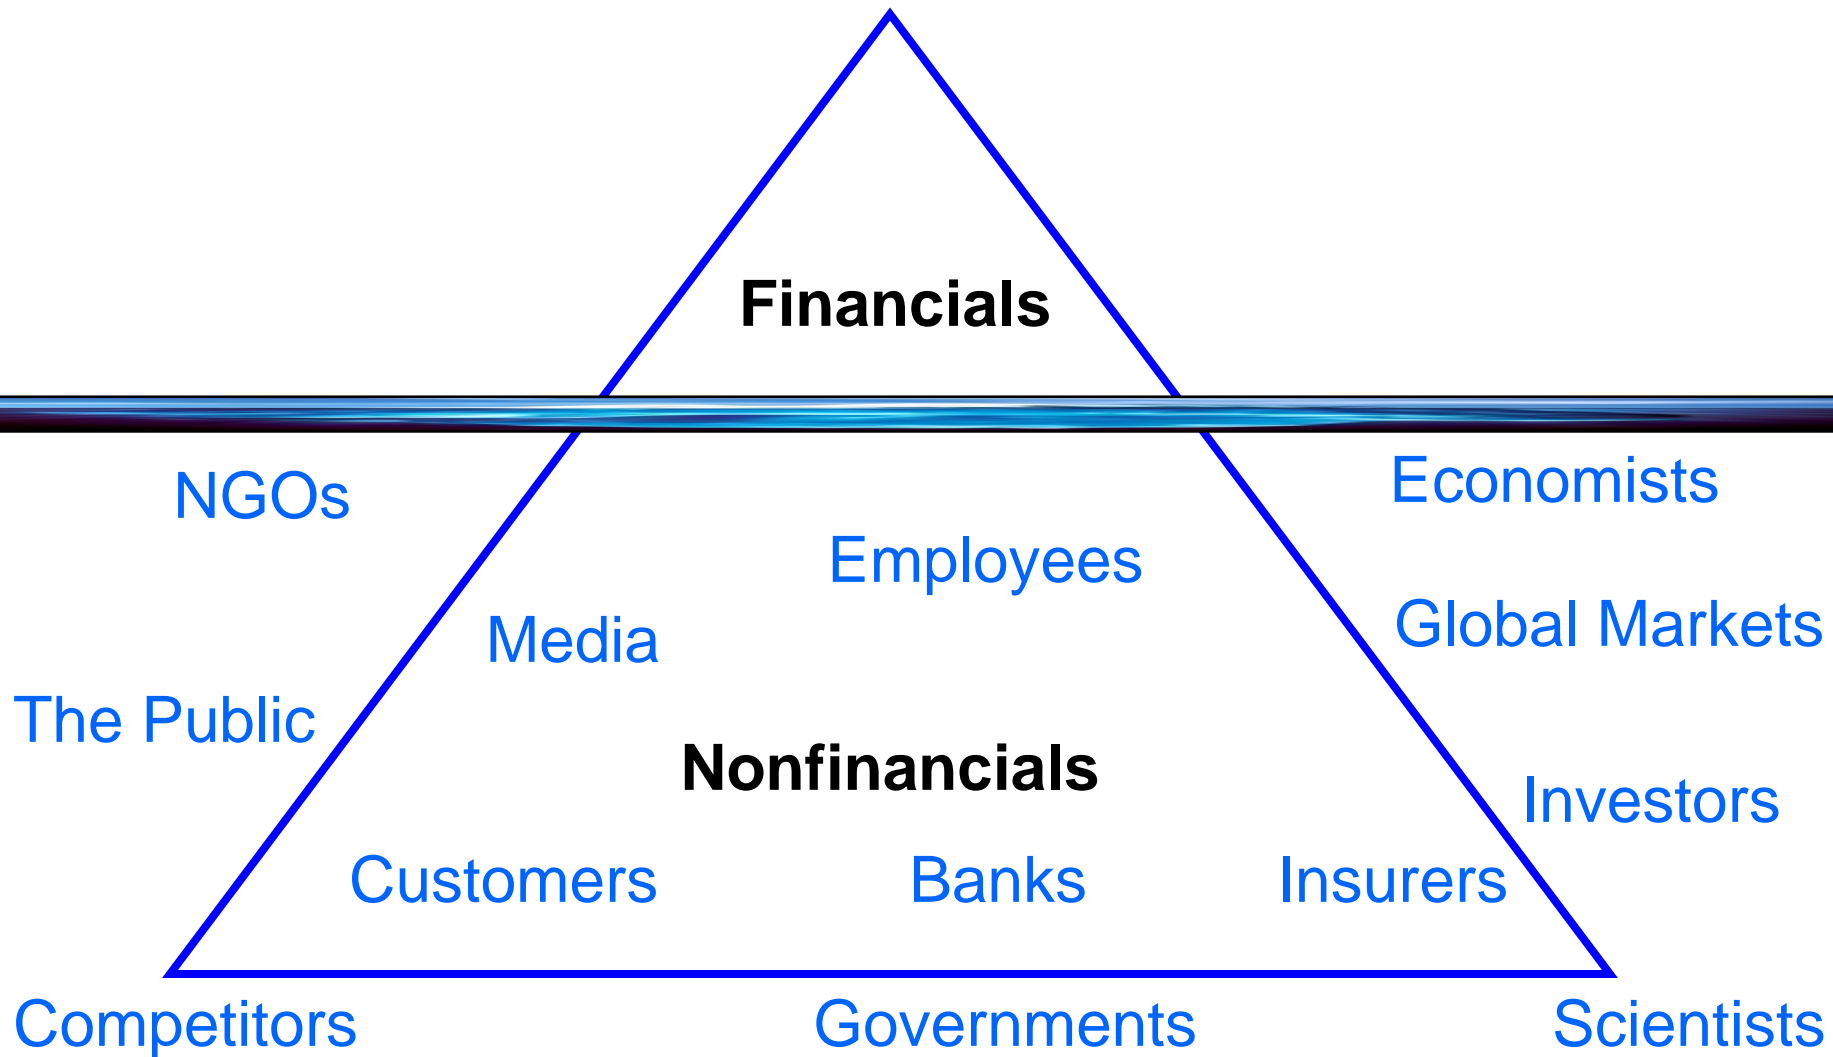 Financials
NGOs
Economists
Employees
Global Markets
Media
The Public
Nonfinancials
Investors
Customers
Banks
Insurers
Competitors
Governments
Scientists